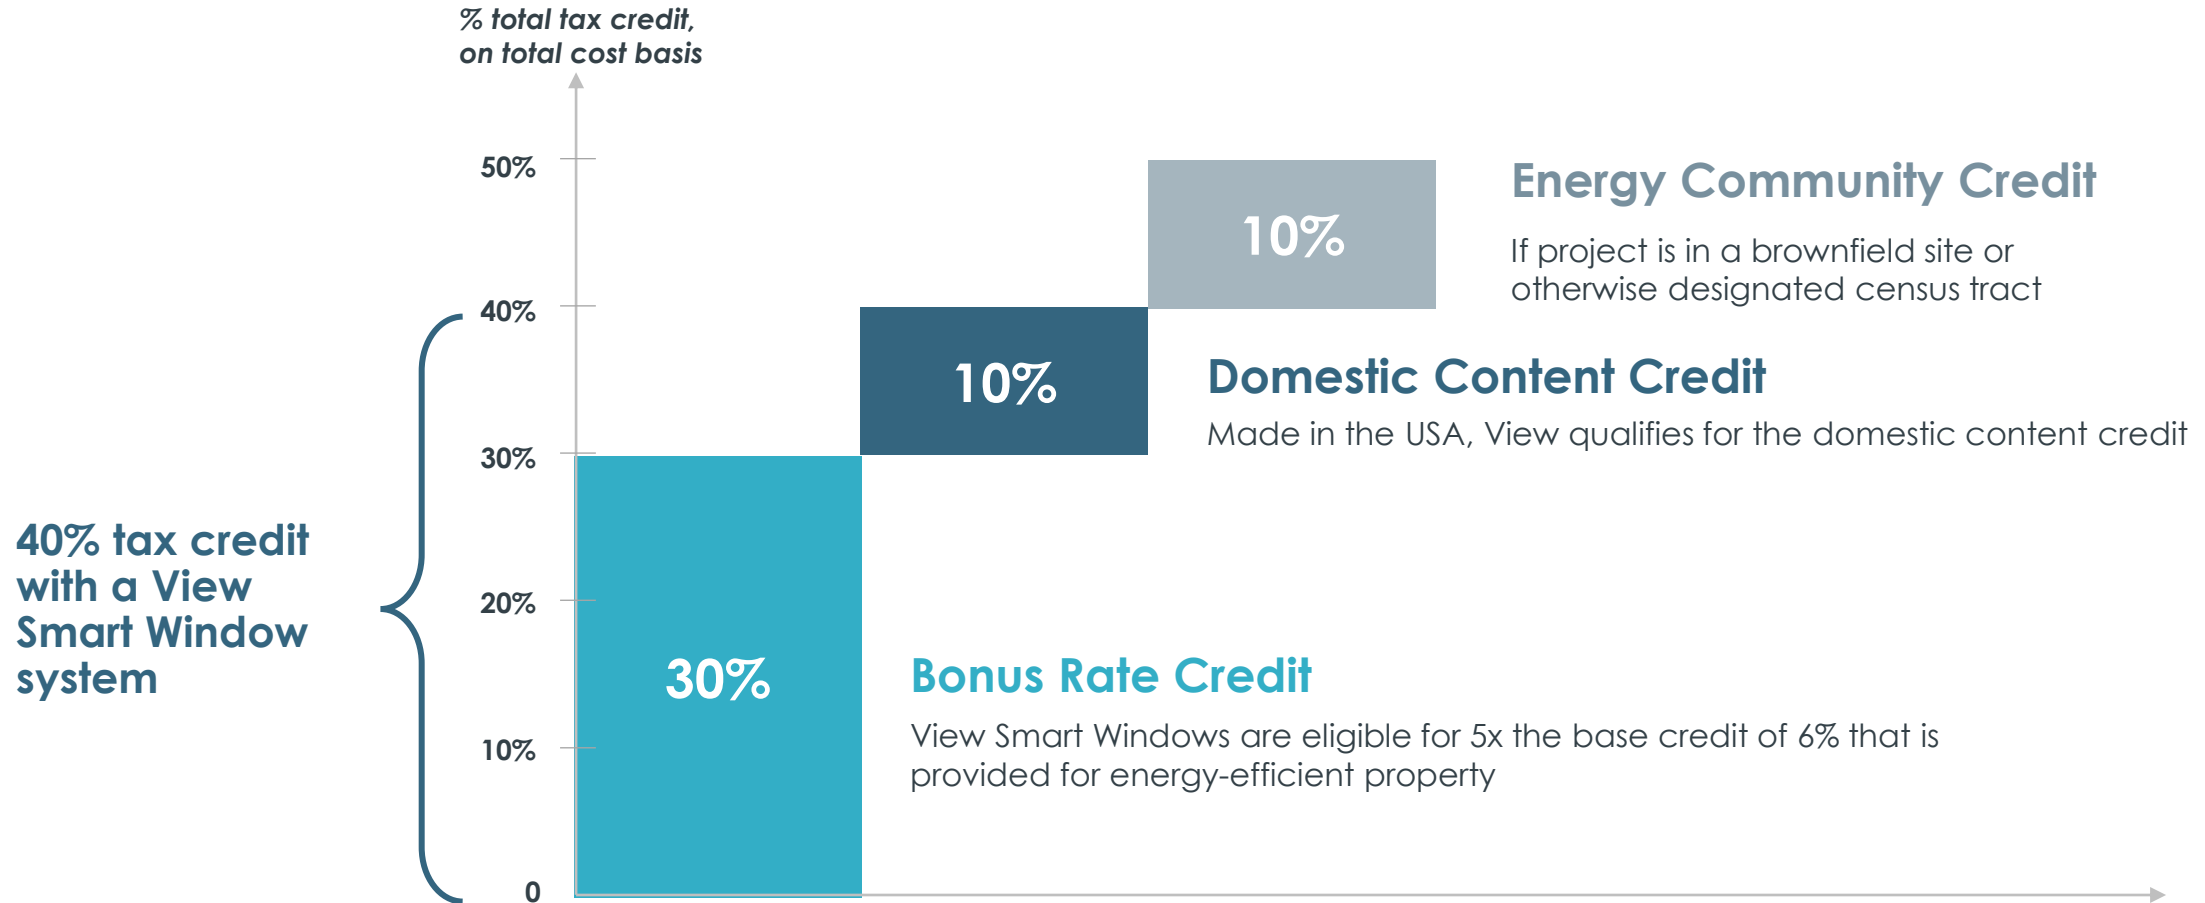 % total tax credit,
on total cost basis
50%
10%
Energy Community Credit
If project is in a brownfield site or
otherwise designated census tract
40%
10%
Domestic Content Credit
Made in the USA, View qualifies for the domestic content credit
30%
40% tax credit
with a View
Smart Window
system
20%
30%
Bonus Rate Credit
View Smart Windows are eligible for 5x the base credit of 6% that is
provided for energy-efficient property
10%
0